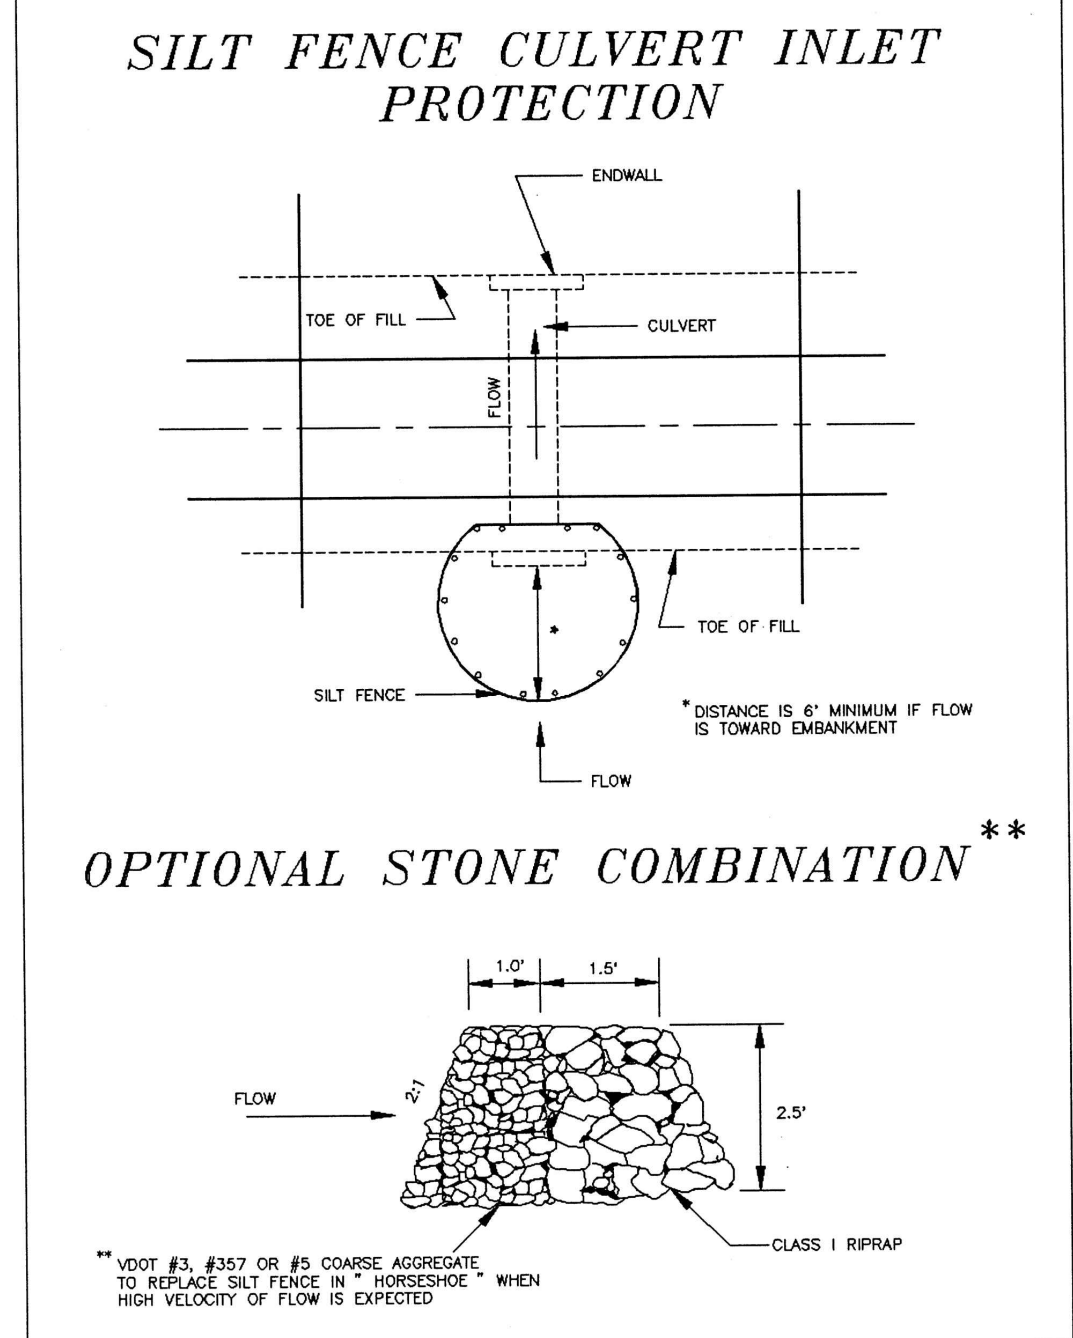 SILT FENCE CULVERT INLET
PROTECTION
ENDWALL
TOE OF FILL
CULVERT
FLOW
TOE OF FILL
SILT FENCE
* DISTANCE IS 6' MINIMUM IF FLOW
IS TOWARD EMBANKMENT
FLOW
OPTIONAL STONE COMBINATION**
1.0'
1.5'
FLOW
2:1
2.5'
CLASS I RIPRAP
** VDOT #3, #357 OR #5 COARSE AGGREGATE
TO REPLACE SILT FENCE IN " HORSESHOE " WHEN
HIGH VELOCITY OF FLOW IS EXPECTED
*